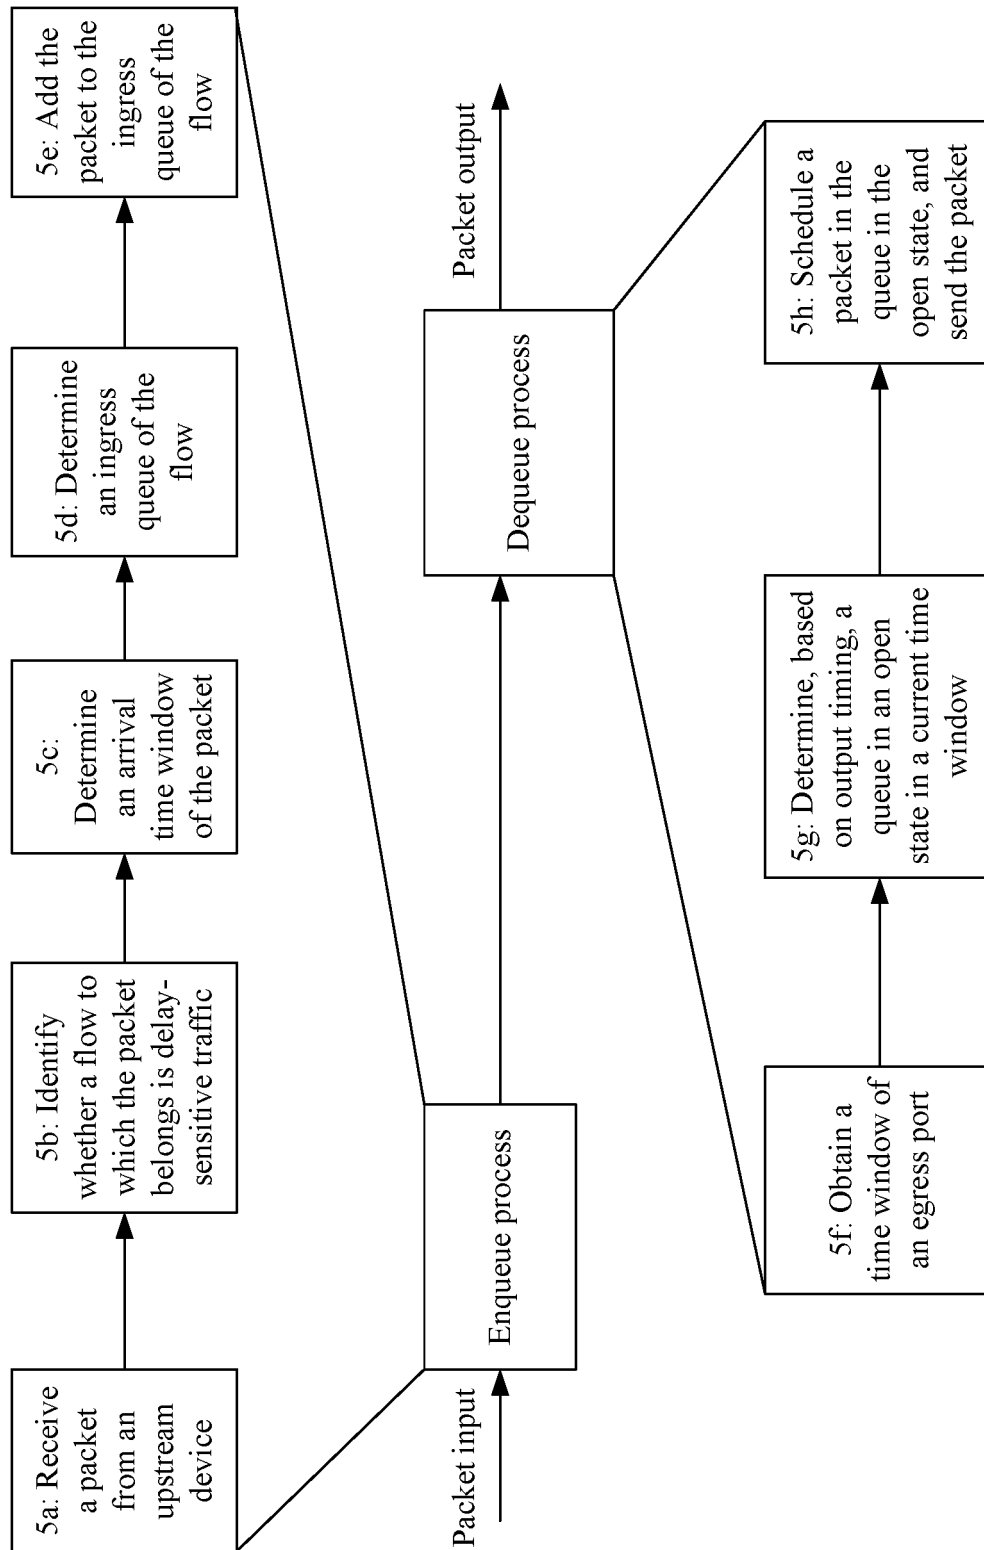 5a: Receive
a packet
from an
upstream
device
5b: Identify
whether a flow to
which the packet
belongs is delay-
sensitive traffic
5c:
Determine
an arrival
time window
of the packet
5d: Determine
an ingress
queue of the
flow
5e: Add the
packet to the
ingress
queue of the
flow
Packet input
Enqueue process
Dequeue process
Packet output
5f: Obtain a
time window of
an egress port
5g: Determine, based
on output timing, a
queue in an open
state in a current time
window
5h: Schedule a
packet in the
queue in the
open state, and
send the packet